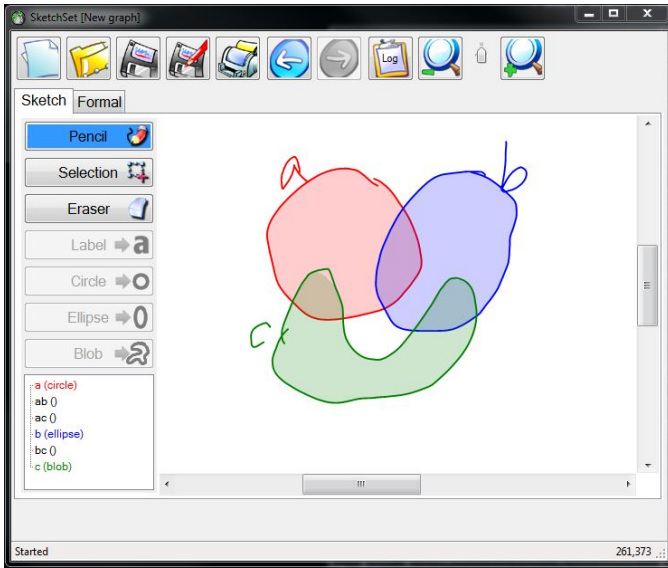 SketchSet [New graph]
Log
Sketch Formal
Pencil
Selection
Eraser
Label a
Circle
Ellipse
Blob
a (circle)
ab ()
ac ()
b (ellipse)
bc ()
c (blob)
a
b
c
Started 261,373